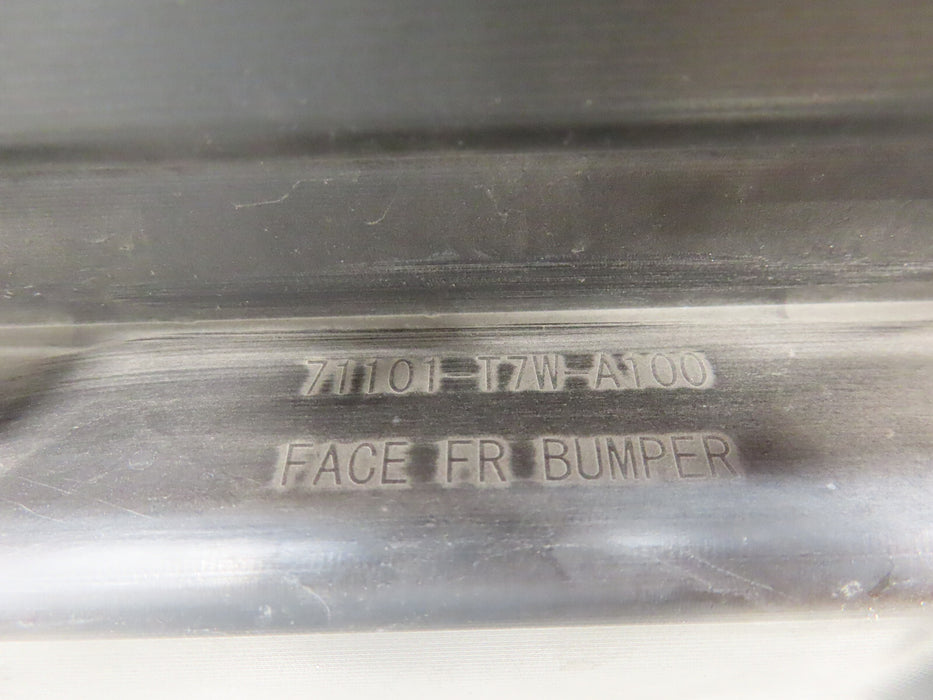 71101-T7W-A100
FACE FR BUMPER